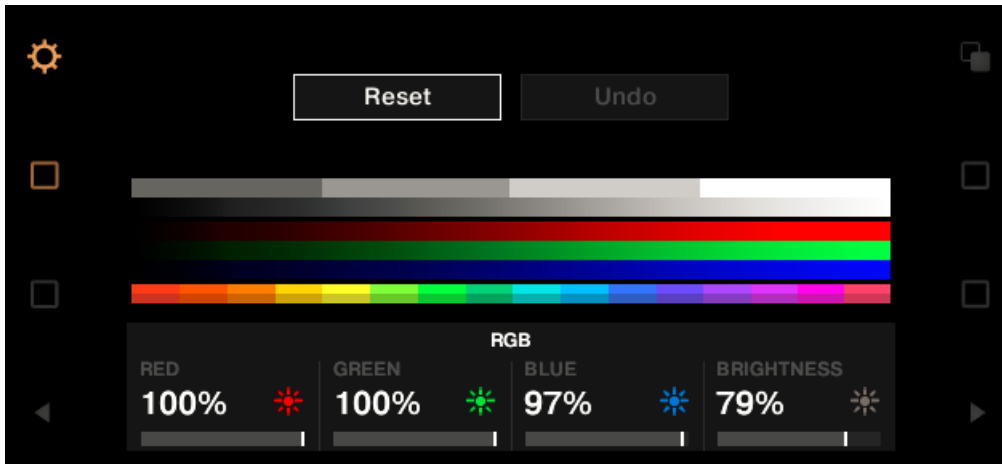 Reset Undo
RGB
RED GREEN BLUE BRIGHTNESS
100% 100% 97% 79%